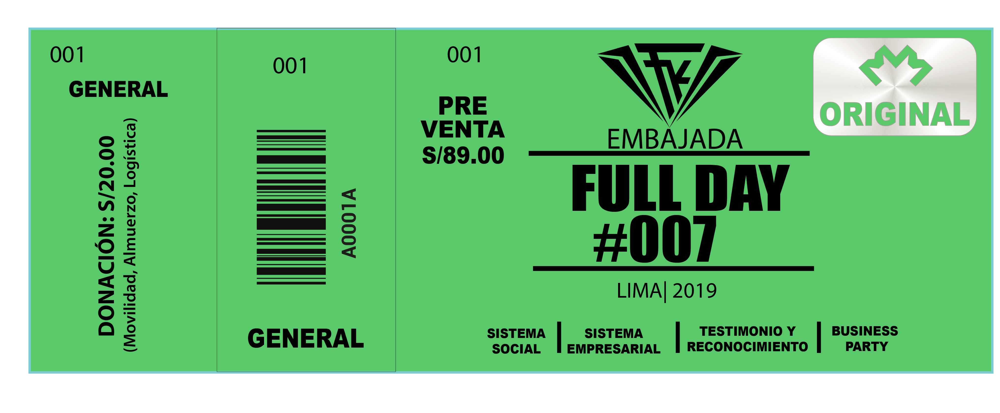 001
GENERAL
DONACIÓN: S/20.00
(Movilidad, Almuerzo, Logística)
001
A0001A
GENERAL
001
PRE
VENTA
S/89.00
EMBAJADA
FULL DAY
#007
LIMA| 2019
ORIGINAL
SISTEMA
SOCIAL
SISTEMA
EMPRESARIAL
TESTIMONIO Y
RECONOCIMIENTO
BUSINESS
PARTY